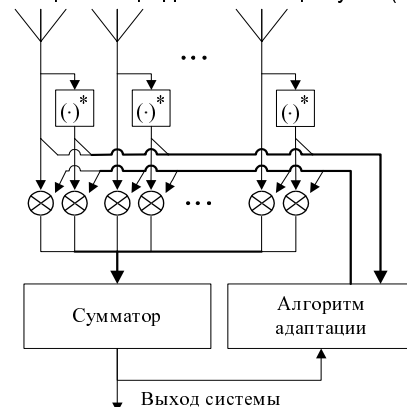 ... 
(·)* (·)* (·)*
...
Сумматор
Алгоритм
адаптации
Выход системы